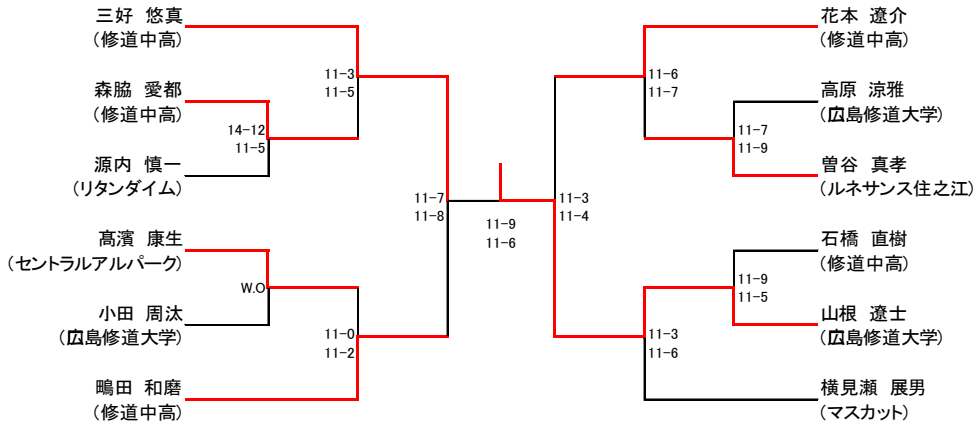 三好 悠真
(修道中高)
森脇 愛都
(修道中高)
源内 慎一
(リタンダイム)
髙濱 康生
(セントラルアルパーク)
小田 周汰
(広島修道大学)
鴫田 和磨
(修道中高)
11-3
11-5
14-12
11-5
W.O
11-0
11-2
11-7
11-8
11-9
11-6
11-3
11-4
11-6
11-7
11-7
11-9
11-9
11-5
11-3
11-6
花本 遼介
(修道中高)
高原 涼雅
(広島修道大学)
曽谷 真孝
(ルネサンス住之江)
石橋 直樹
(修道中高)
山根 遼士
(広島修道大学)
横見瀬 展男
(マスカット)